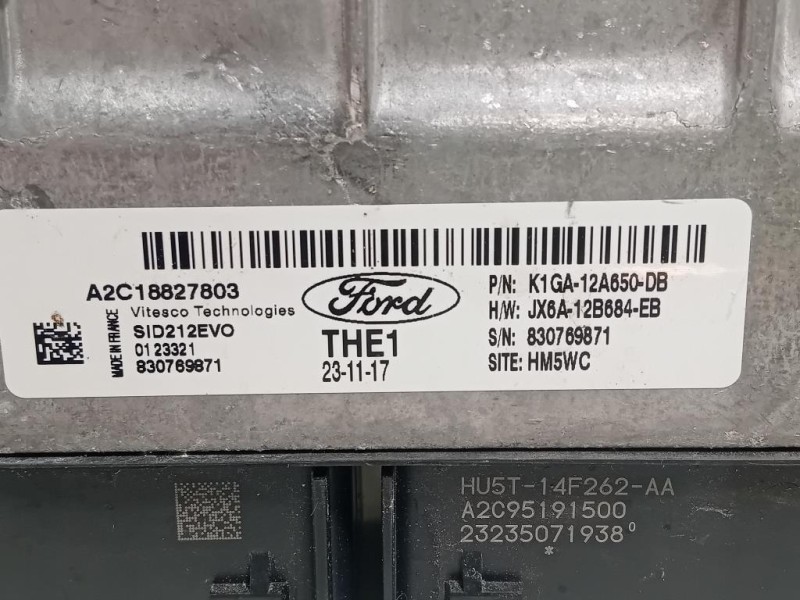 A2C18827803
Vitesco Technologies
SID212EVO
0123321
830769871
MADE IN FRANCE
Ford
THE1
23-11-17
P/N: K1GA-12A650-DB
H/W: JX6A-12B684-EB
S/N: 830769871
SITE: HM5WC
HU5T-14F262-AA
A2C95191500
23235071938⁰
*